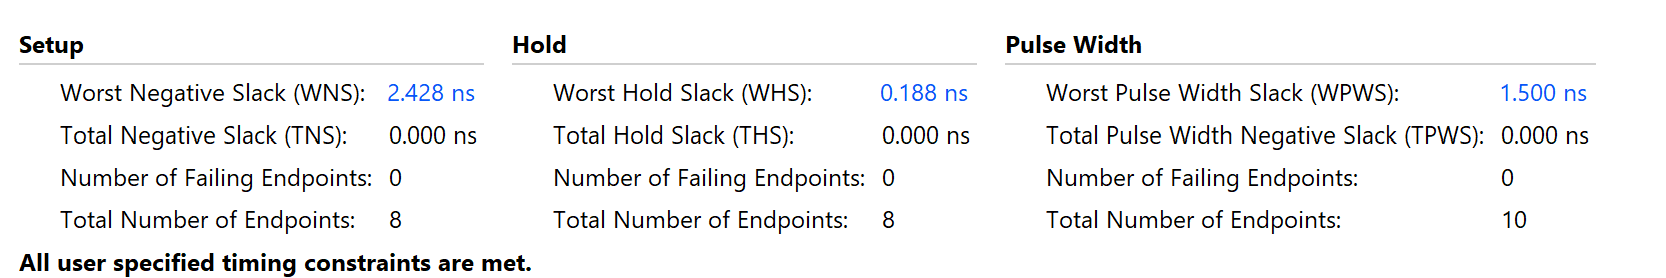 Setup
Worst Negative Slack (WNS): 2.428 ns
Total Negative Slack (TNS): 0.000 ns
Number of Failing Endpoints: 0
Total Number of Endpoints: 8
Hold
Worst Hold Slack (WHS): 0.188 ns
Total Hold Slack (THS): 0.000 ns
Number of Failing Endpoints: 0
Total Number of Endpoints: 8
Pulse Width
Worst Pulse Width Slack (WPWS): 1.500 ns
Total Pulse Width Negative Slack (TPWS): 0.000 ns
Number of Failing Endpoints: 0
Total Number of Endpoints: 10
All user specified timing constraints are met.